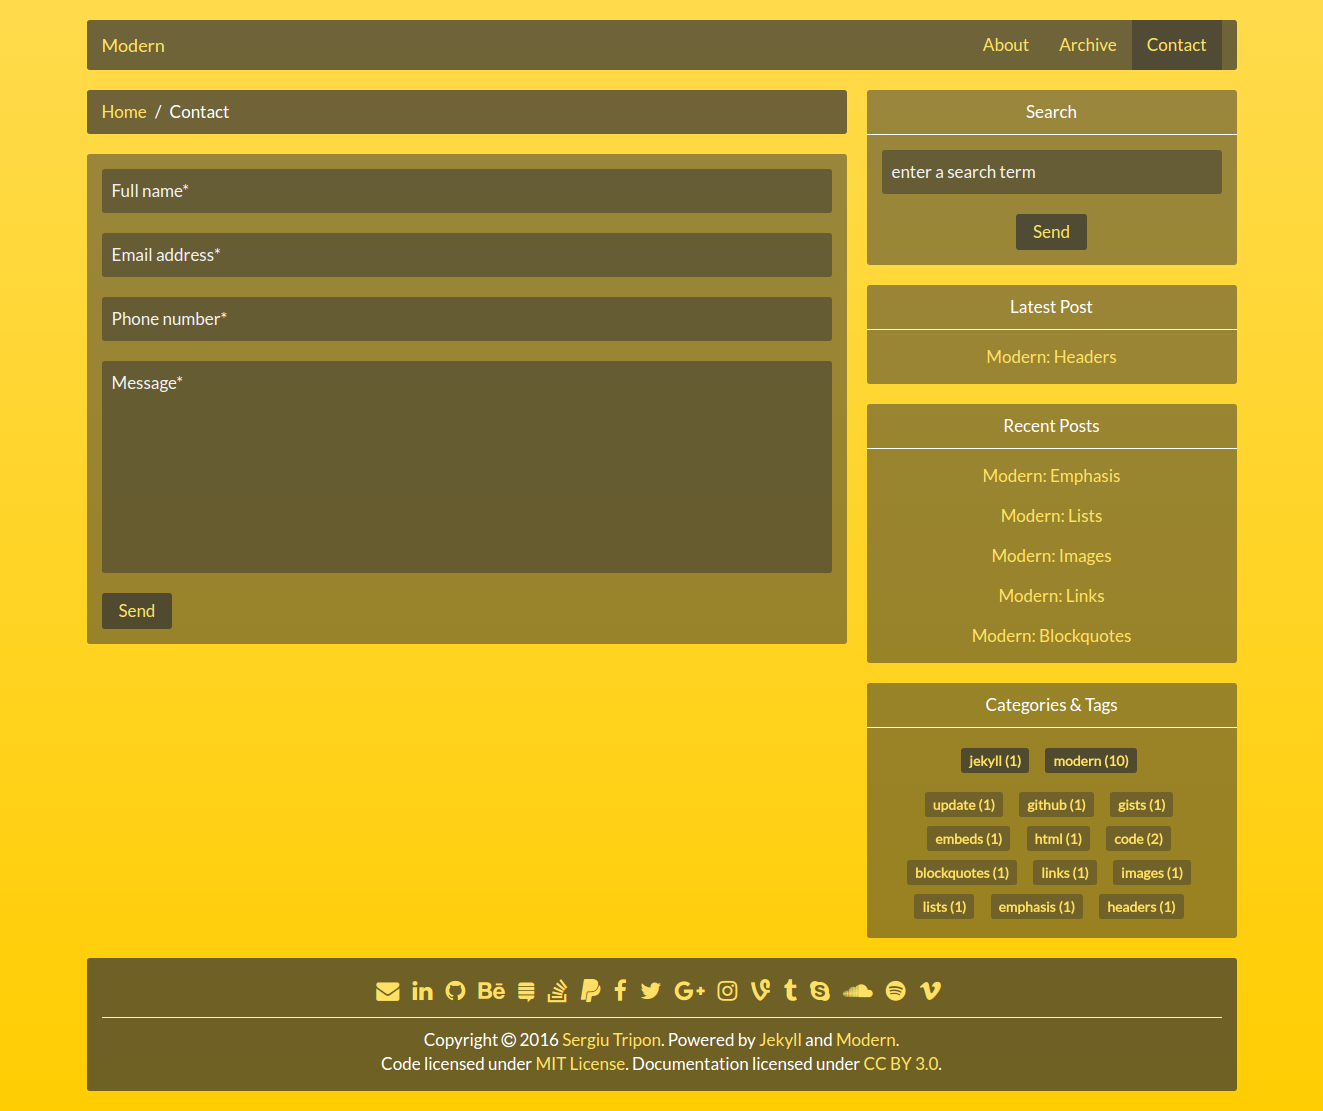 Modern
About Archive Contact
Home / Contact
Full name*
Email address*
Phone number*
Message*
Send
Search
enter a search term
Send
Latest Post
Modern: Headers
Recent Posts
Modern: Emphasis
Modern: Lists
Modern: Images
Modern: Links
Modern: Blockquotes
Categories & Tags
jekyll (1) modern (10)
update (1) github (1) gists (1)
embeds (1) html (1) code (2)
blockquotes (1) links (1) images (1)
lists (1) emphasis (1) headers (1)
Copyright © 2016 Sergiu Tripon. Powered by Jekyll and Modern.
Code licensed under MIT License. Documentation licensed under CC BY 3.0.